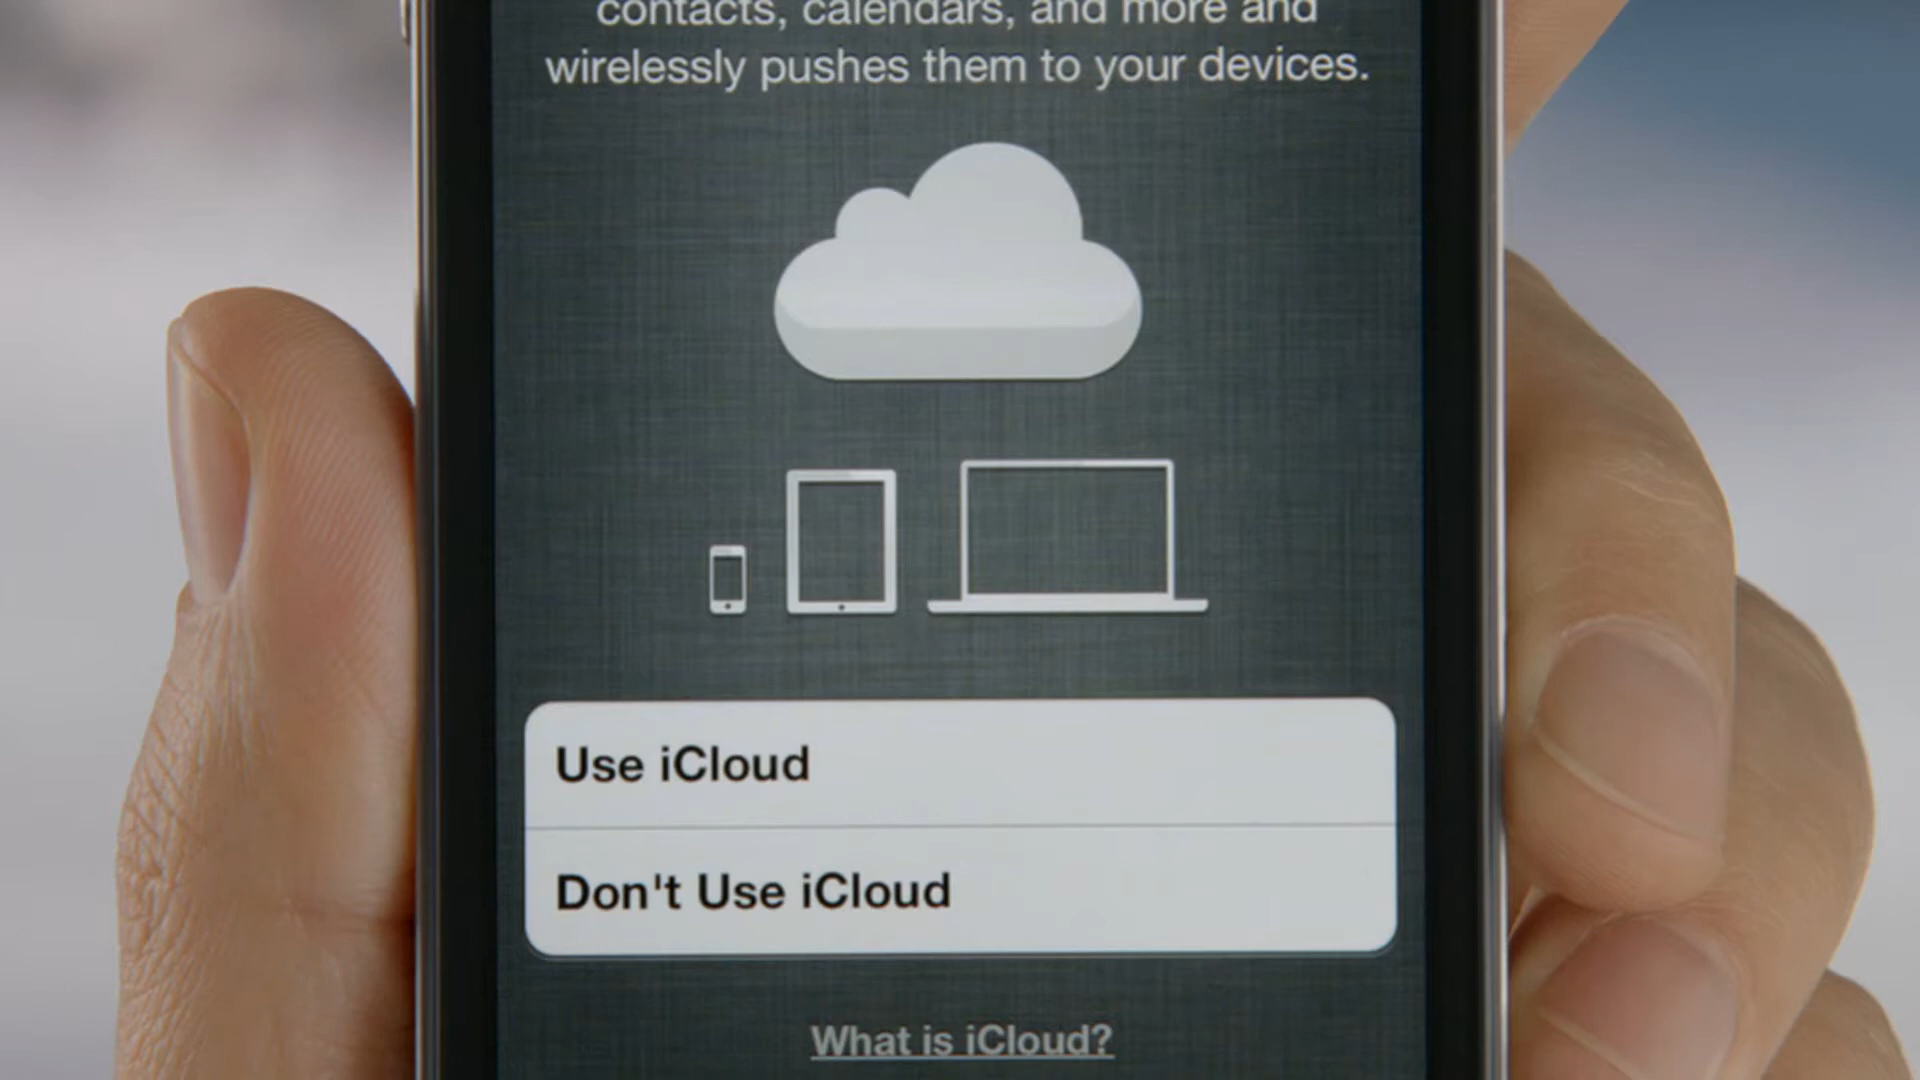 contacts, calendars, and more and
wirelessly pushes them to your devices.
Use iCloud
Don't Use iCloud
What is iCloud?